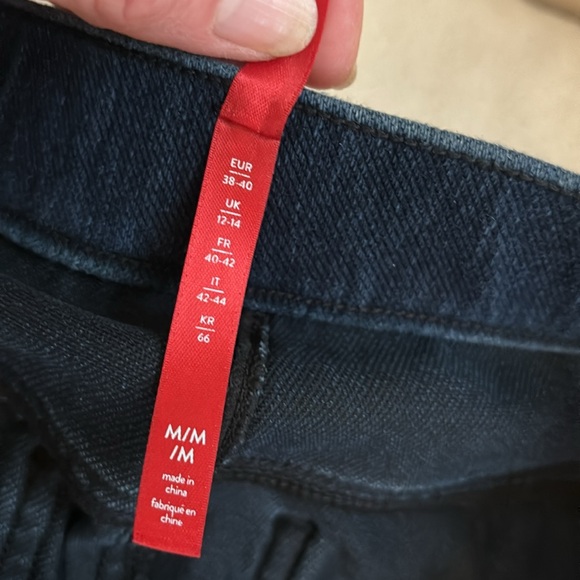 EUR
38-40
UK
12-14
FR
40-42
IT
42-44
KR
66
M/M
/M
made in
china
fabriqué en
chine